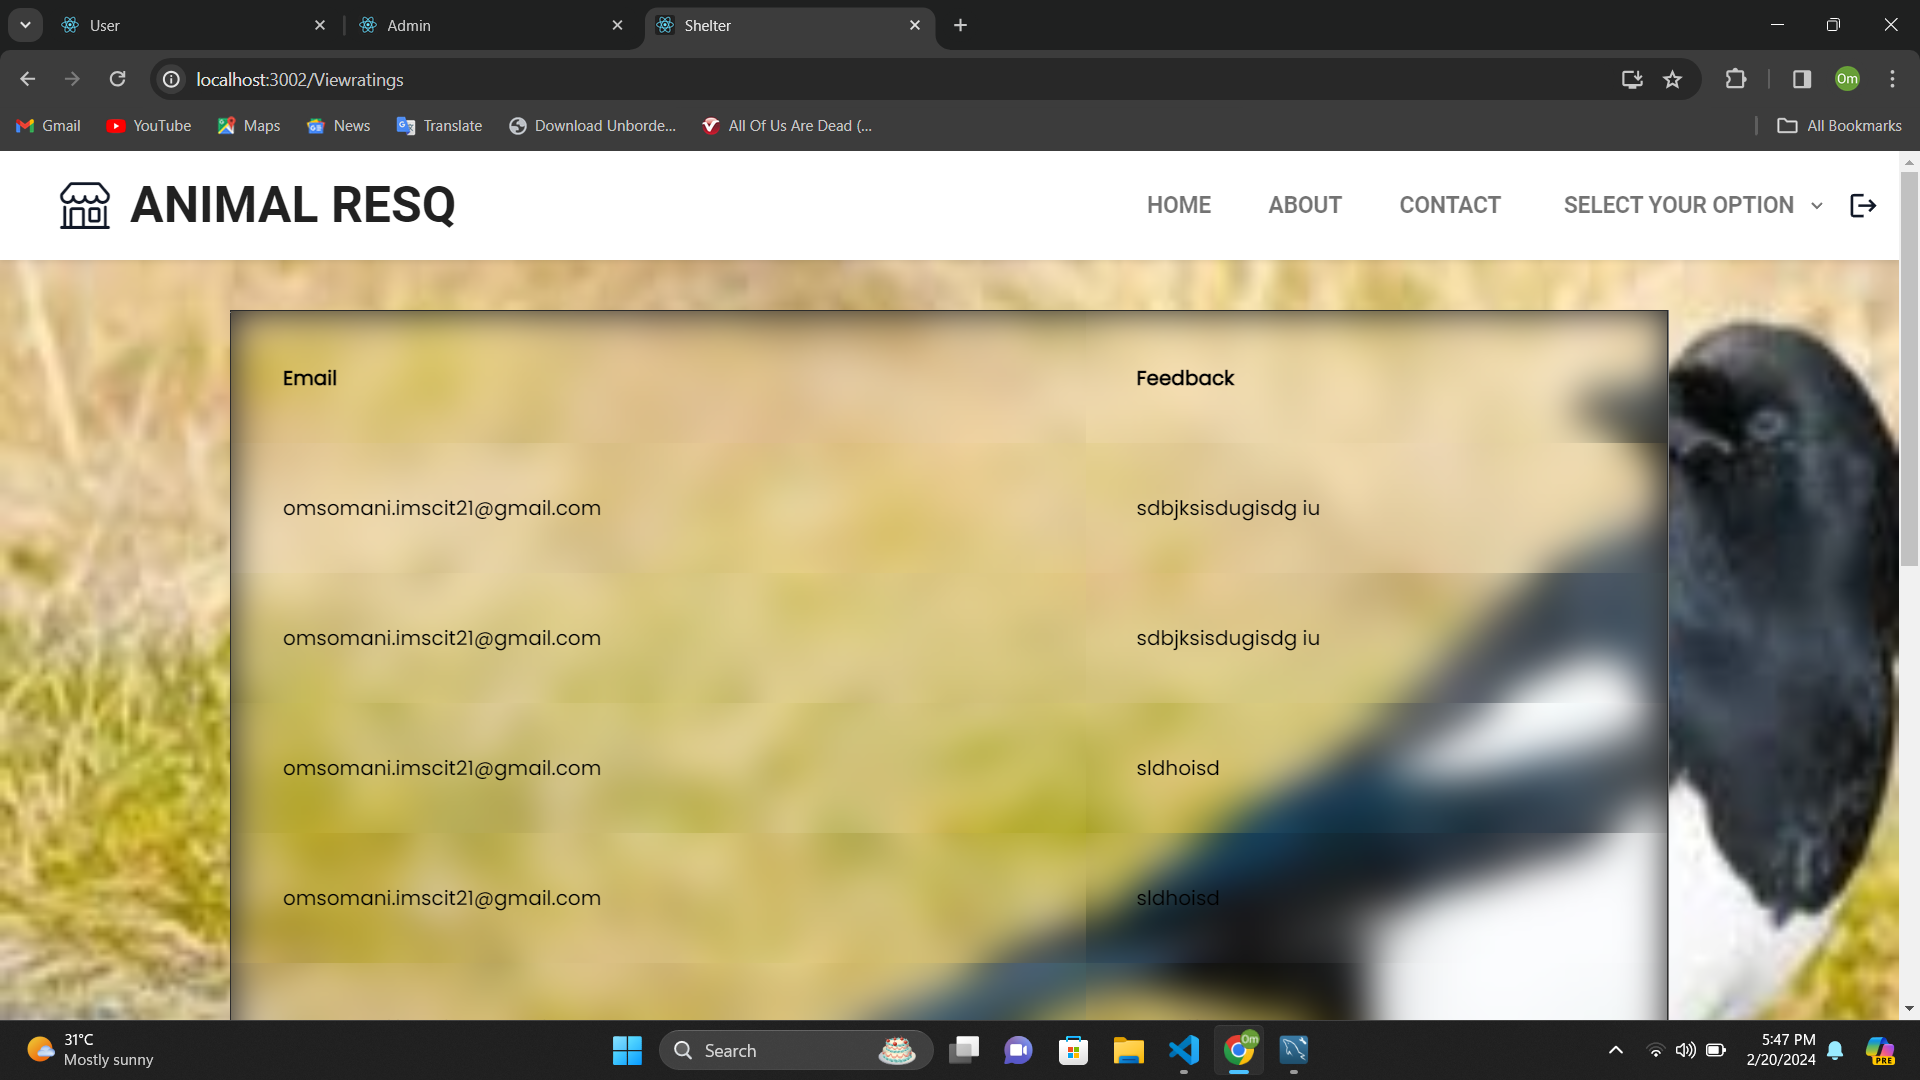 User
Admin
Shelter
localhost:3002/Viewratings
Om
Gmail YouTube Maps News Translate Download Unborde... All Of Us Are Dead (... All Bookmarks
ANIMAL RESQ
HOME ABOUT CONTACT SELECT YOUR OPTION
Email Feedback
omsomani.imscit21@gmail.com sdbjksisdugisdg iu
omsomani.imscit21@gmail.com sdbjksisdugisdg iu
omsomani.imscit21@gmail.com sldhoisd
omsomani.imscit21@gmail.com sldhoisd
31°C
Mostly sunny
Search
Om
5:47 PM
2/20/2024
PRE